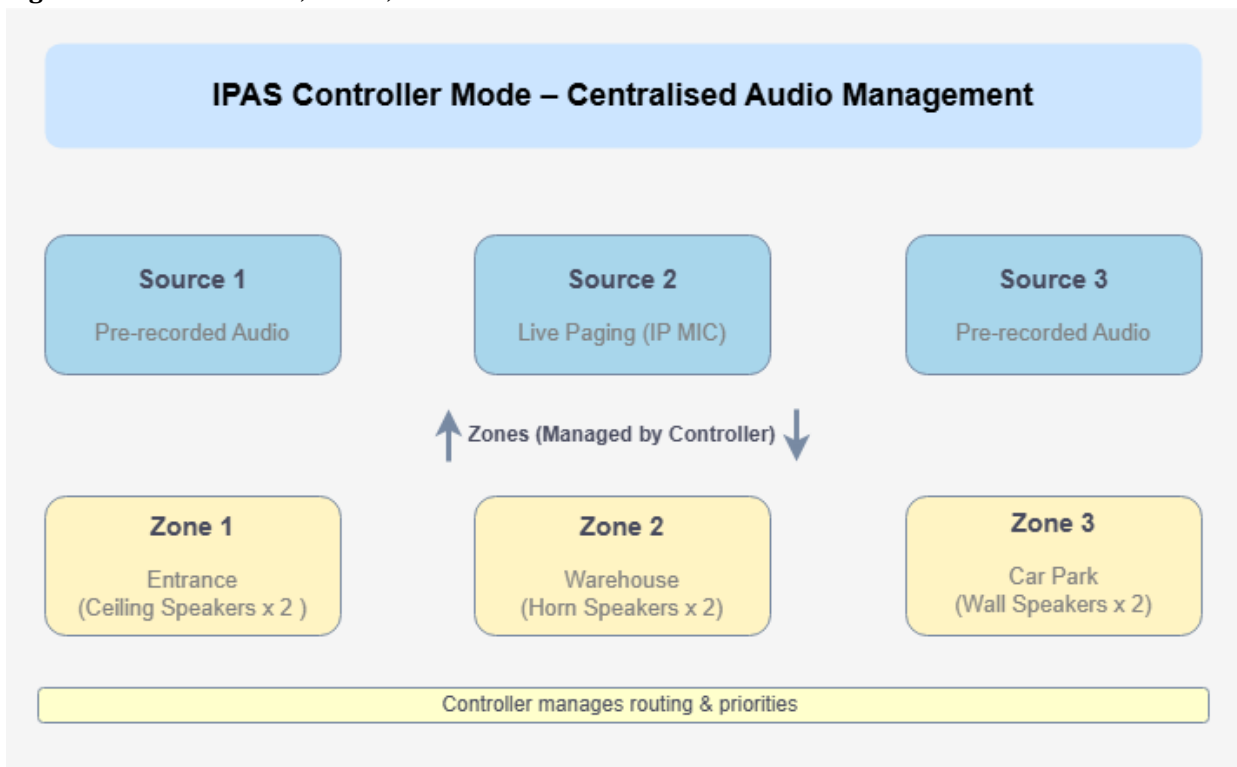 IPAS Controller Mode – Centralised Audio Management
Source 1
Pre-recorded Audio
Source 2
Live Paging (IP MIC)
Source 3
Pre-recorded Audio
Zones (Managed by Controller)
Zone 1
Entrance
(Ceiling Speakers x 2 )
Zone 2
Warehouse
(Horn Speakers x 2)
Zone 3
Car Park
(Wall Speakers x 2)
Controller manages routing & priorities